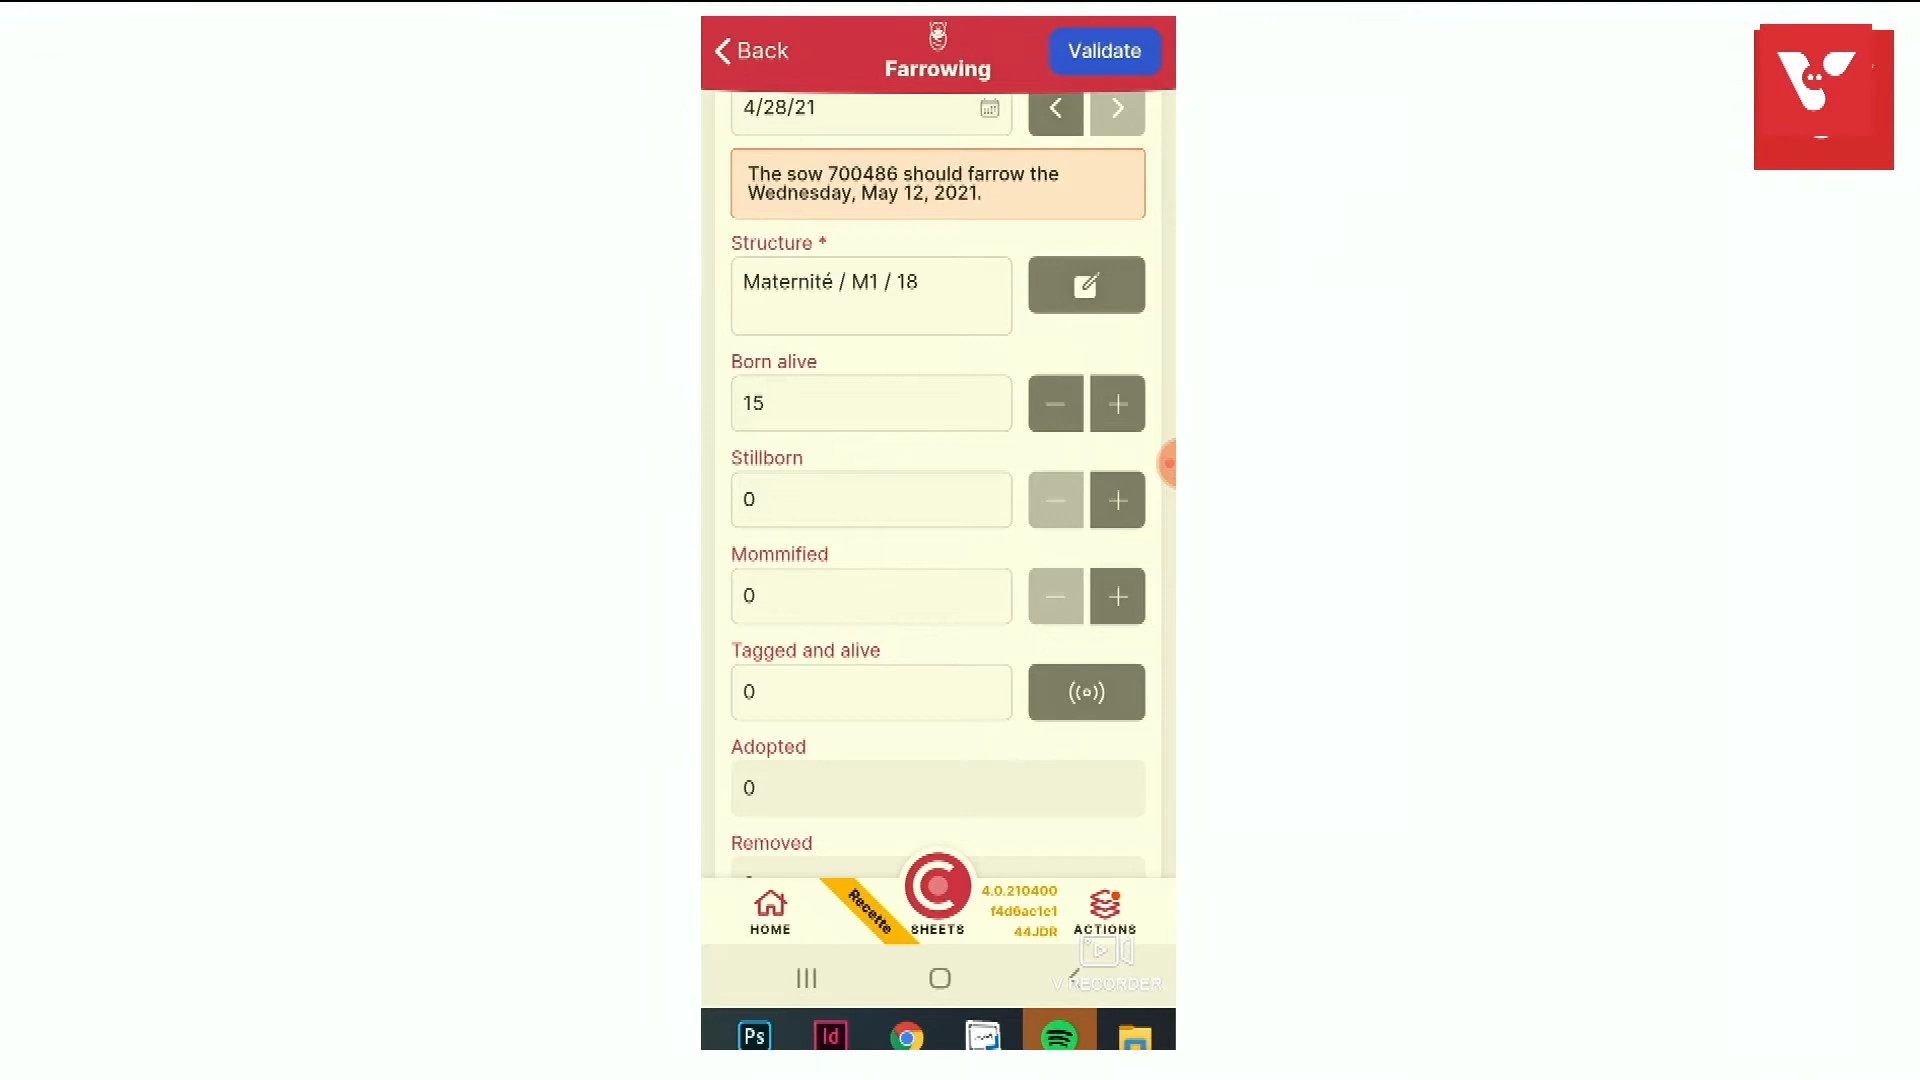 Back
Farrowing
Validate
4/28/21
The sow 700486 should farrow the
Wednesday, May 12, 2021.
Structure *
Maternité / M1 / 18
Born alive
15
Stillborn
0
Mommified
0
Tagged and alive
0
Adopted
0
Removed
HOME
Recette
SHEETS
4.0.210400
f4d6ac1c1
44JDR
ACTIONS
V RECORDER
Ps
Id